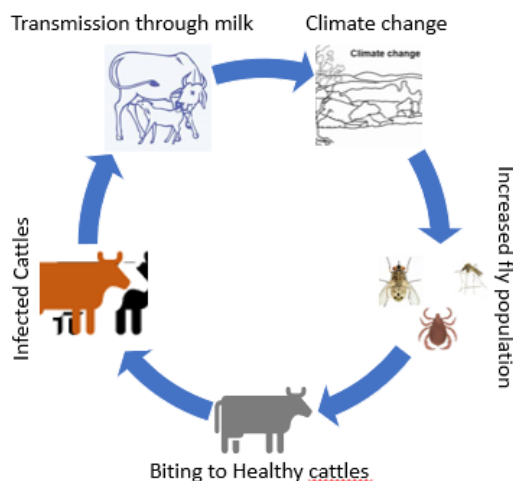 Transmission through milk
Climate change
Climate change
Increased fly population
Biting to Healthy cattles
Infected Cattles